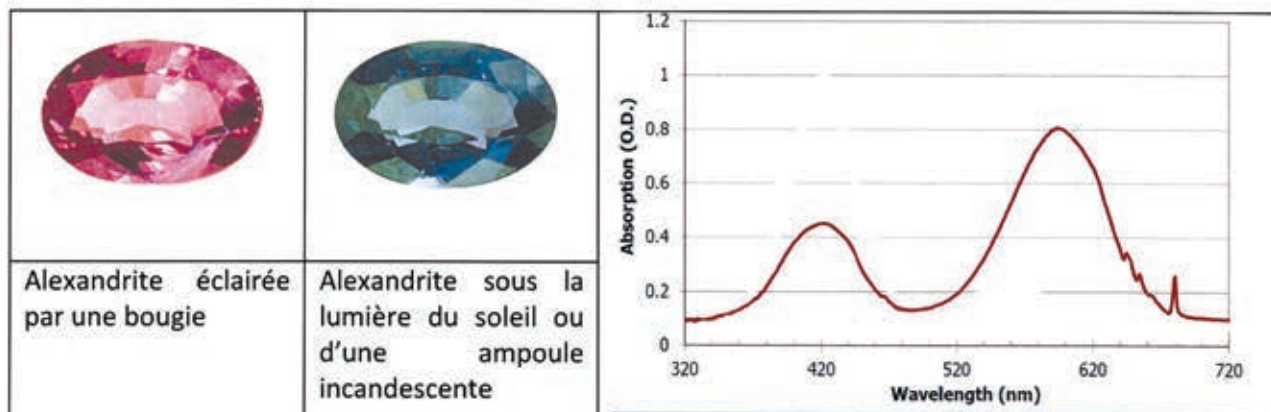 Alexandrite éclairée
par une bougie
Alexandrite sous la
lumière du soleil ou
d'une ampoule
incandescente
Absorption (O.D.)
1.2
1
0.8
0.6
0.4
0.2
0
320
420
520
620
720
Wavelength (nm)